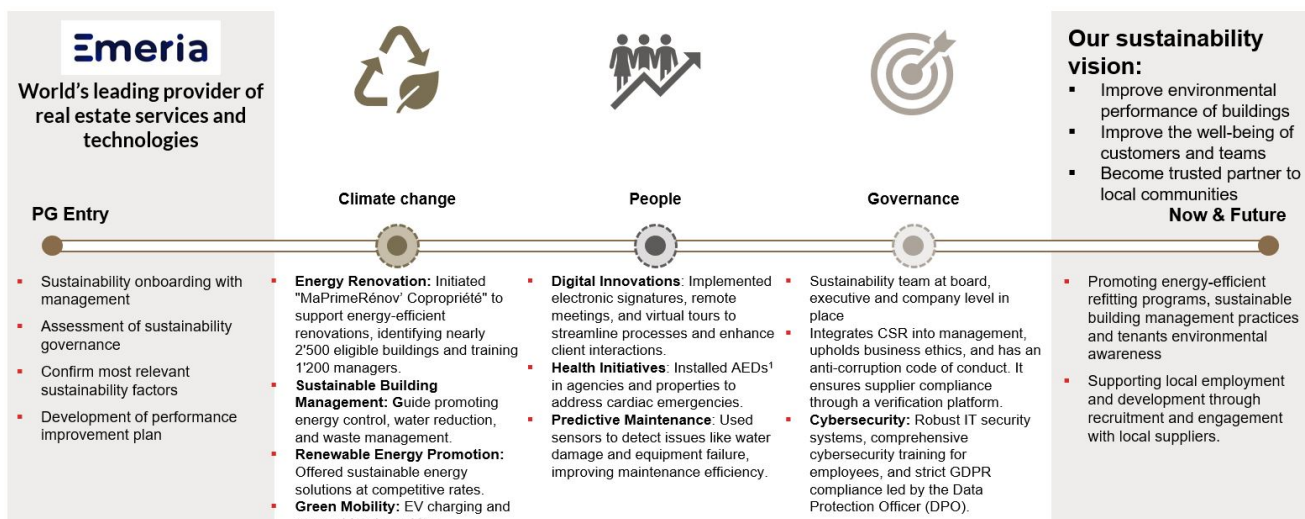 Emeria
World's leading provider of
real estate services and
technologies
Our sustainability
vision:
▪ Improve environmental
performance of buildings
▪ Improve the well-being of
customers and teams
▪ Become trusted partner to
local communities
PG Entry
Climate change
People
Governance
Now & Future
▪ Sustainability onboarding with
management
▪ Assessment of sustainability
governance
▪ Confirm most relevant
sustainability factors
▪ Development of performance
improvement plan
▪ Energy Renovation: Initiated
"MaPrimeRénov' Copropriété" to
support energy-efficient
renovations, identifying nearly
2'500 eligible buildings and training
1'200 managers.
▪ Sustainable Building
Management: Guide promoting
energy control, water reduction,
and waste management.
▪ Renewable Energy Promotion:
Offered sustainable energy
solutions at competitive rates.
▪ Green Mobility: EV charging and
▪ Digital Innovations: Implemented
electronic signatures, remote
meetings, and virtual tours to
streamline processes and enhance
client interactions.
▪ Health Initiatives: Installed AEDs¹
in agencies and properties to
address cardiac emergencies.
▪ Predictive Maintenance: Used
sensors to detect issues like water
damage and equipment failure,
improving maintenance efficiency.
▪ Sustainability team at board,
executive and company level in
place
▪ Integrates CSR into management,
upholds business ethics, and has an
anti-corruption code of conduct. It
ensures supplier compliance
through a verification platform.
▪ Cybersecurity: Robust IT security
systems, comprehensive
cybersecurity training for
employees, and strict GDPR
compliance led by the Data
Protection Officer (DPO).
▪ Promoting energy-efficient
refitting programs, sustainable
building management practices
and tenants environmental
awareness
▪ Supporting local employment
and development through
recruitment and engagement
with local suppliers.